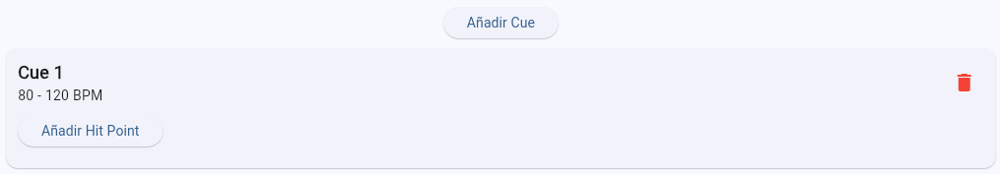 Añadir Cue
Cue 1
80 - 120 BPM
Añadir Hit Point